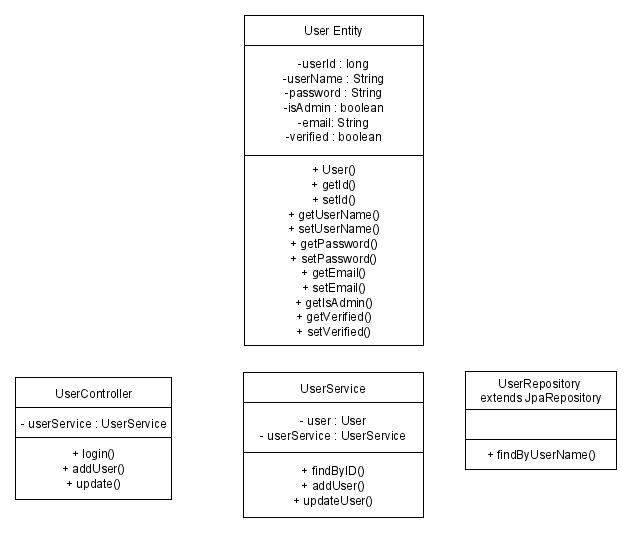 User Entity
-userId : long
-userName : String
-password : String
-isAdmin : boolean
-email: String
-verified : boolean
+ User()
+ getId()
+ setId()
+ getUserName()
+ setUserName()
+ getPassword()
+ setPassword()
+ getEmail()
+ setEmail()
+ getIsAdmin()
+ getVerified()
+ setVerified()
UserController
- userService : UserService
+ login()
+ addUser()
+ update()
UserService
- user : User
- userService : UserService
+ findByID()
+ addUser()
+ updateUser()
UserRepository
extends JpaRepository
+ findByUserName()